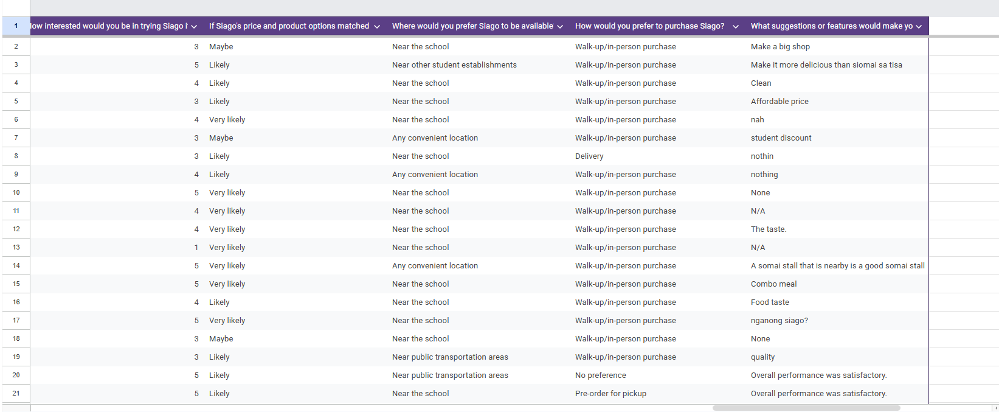 1 How interested would you be in trying Siago i If Siago's price and product options matched Where would you prefer Siago to be available' How would you prefer to purchase Siago? What suggestions or features would make yo
2 3 Maybe Near the school Walk-up/in-person purchase Make a big shop
3 5 Likely Near other student establishments Walk-up/in-person purchase Make it more delicious than siomai sa tisa
4 4 Likely Near the school Walk-up/in-person purchase Clean
5 3 Likely Near the school Walk-up/in-person purchase Affordable price
6 4 Very likely Near the school Walk-up/in-person purchase nah
7 3 Maybe Any convenient location Walk-up/in-person purchase student discount
8 3 Likely Near the school Delivery nothin
9 4 Likely Any convenient location Walk-up/in-person purchase nothing
10 5 Very likely Near the school Walk-up/in-person purchase None
11 4 Very likely Near the school Walk-up/in-person purchase N/A
12 4 Very likely Near the school Walk-up/in-person purchase The taste.
13 1 Very likely Near the school Walk-up/in-person purchase N/A
14 5 Very likely Any convenient location Walk-up/in-person purchase A somai stall that is nearby is a good somai stall
15 5 Very likely Near the school Walk-up/in-person purchase Combo meal
16 4 Likely Near the school Walk-up/in-person purchase Food taste
17 5 Very likely Near the school Walk-up/in-person purchase nganong siago?
18 3 Maybe Near the school Walk-up/in-person purchase None
19 3 Likely Near public transportation areas Walk-up/in-person purchase quality
20 5 Likely Near public transportation areas No preference Overall performance was satisfactory.
21 5 Likely Near the school Pre-order for pickup Overall performance was satisfactory.